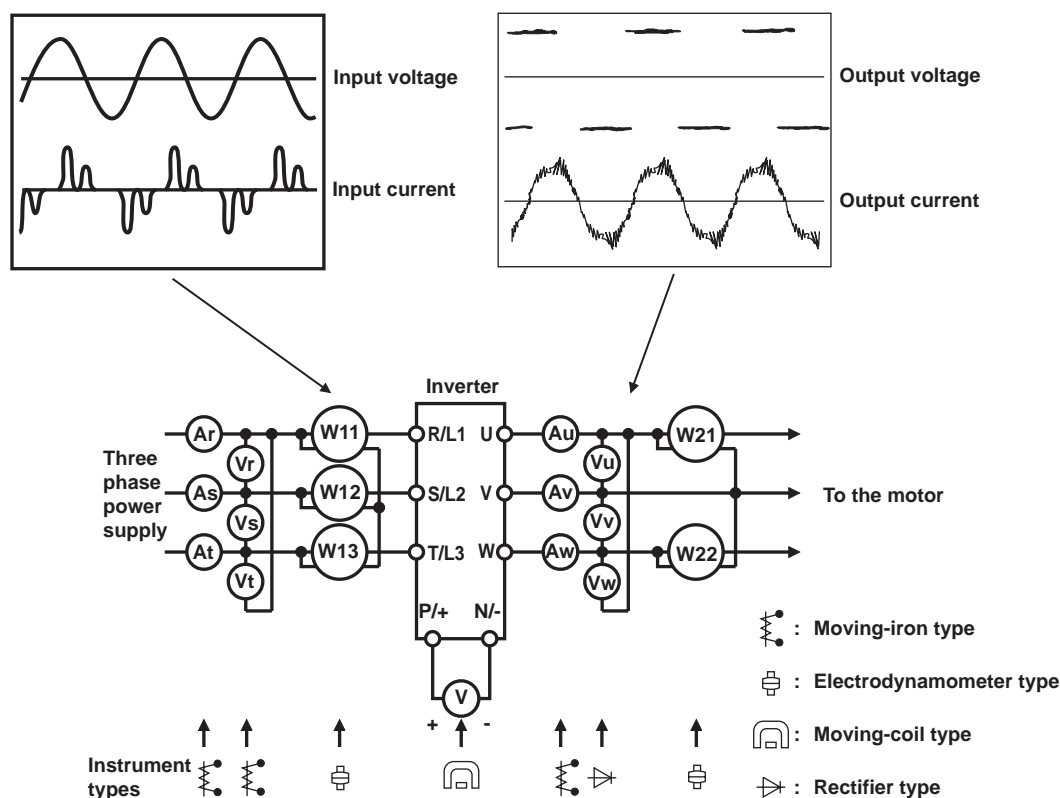 Input voltage
Input current
Output voltage
Output current
Inverter
Three
phase
power
supply
Ar
As
At
Vr
Vs
Vt
W11
W12
W13
R/L1
S/L2
T/L3
U
V
W
P/+
N/-
V
+
-
Au
Av
Aw
Vu
Vv
Vw
W21
W22
To the motor
: Moving-iron type
: Electrodynamometer type
: Moving-coil type
: Rectifier type
Instrument
types